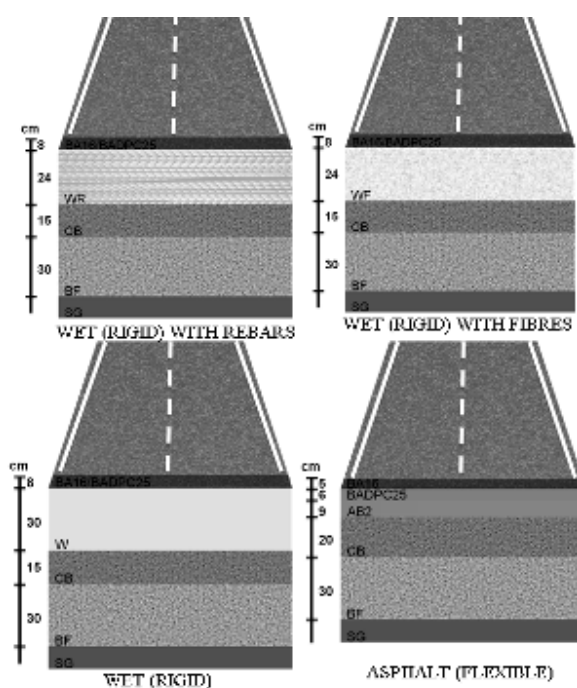 cm
8
BA16/BADPC25
24
WR
15
CB
30
BF
SG
WET (RIGID) WITH REBARS
cm
8
BA16/BADPC25
24
WF
15
CB
30
BF
SG
WET (RIGID) WITH FIBRES
cm
8
BA16/BADPC25
30
W
15
CB
30
BF
SG
WET (RIGID)
cm
5
BA16
6
BADPC25
9
AB2
20
CB
30
BF
SG
ASPHALT (FLEXIBLE)